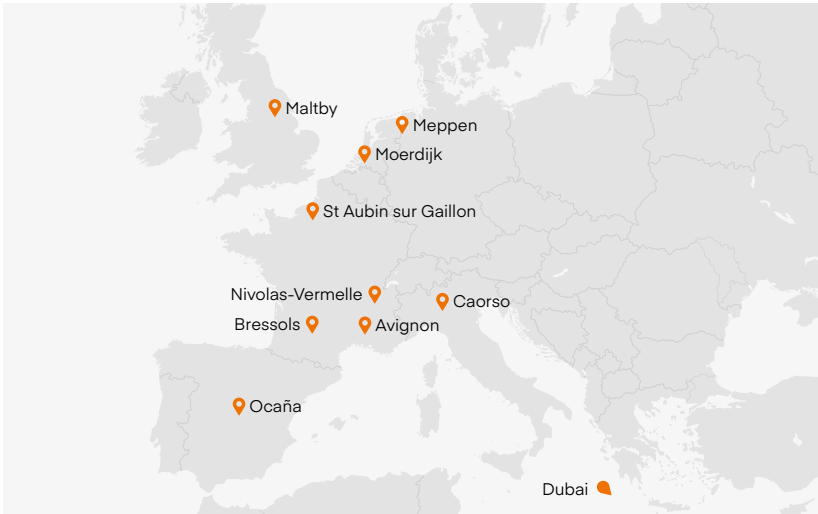 Maltby
Meppen
Moerdijk
St Aubin sur Gaillon
Nivolas-Vermelle
Caorso
Bressols
Avignon
Ocaña
Dubai